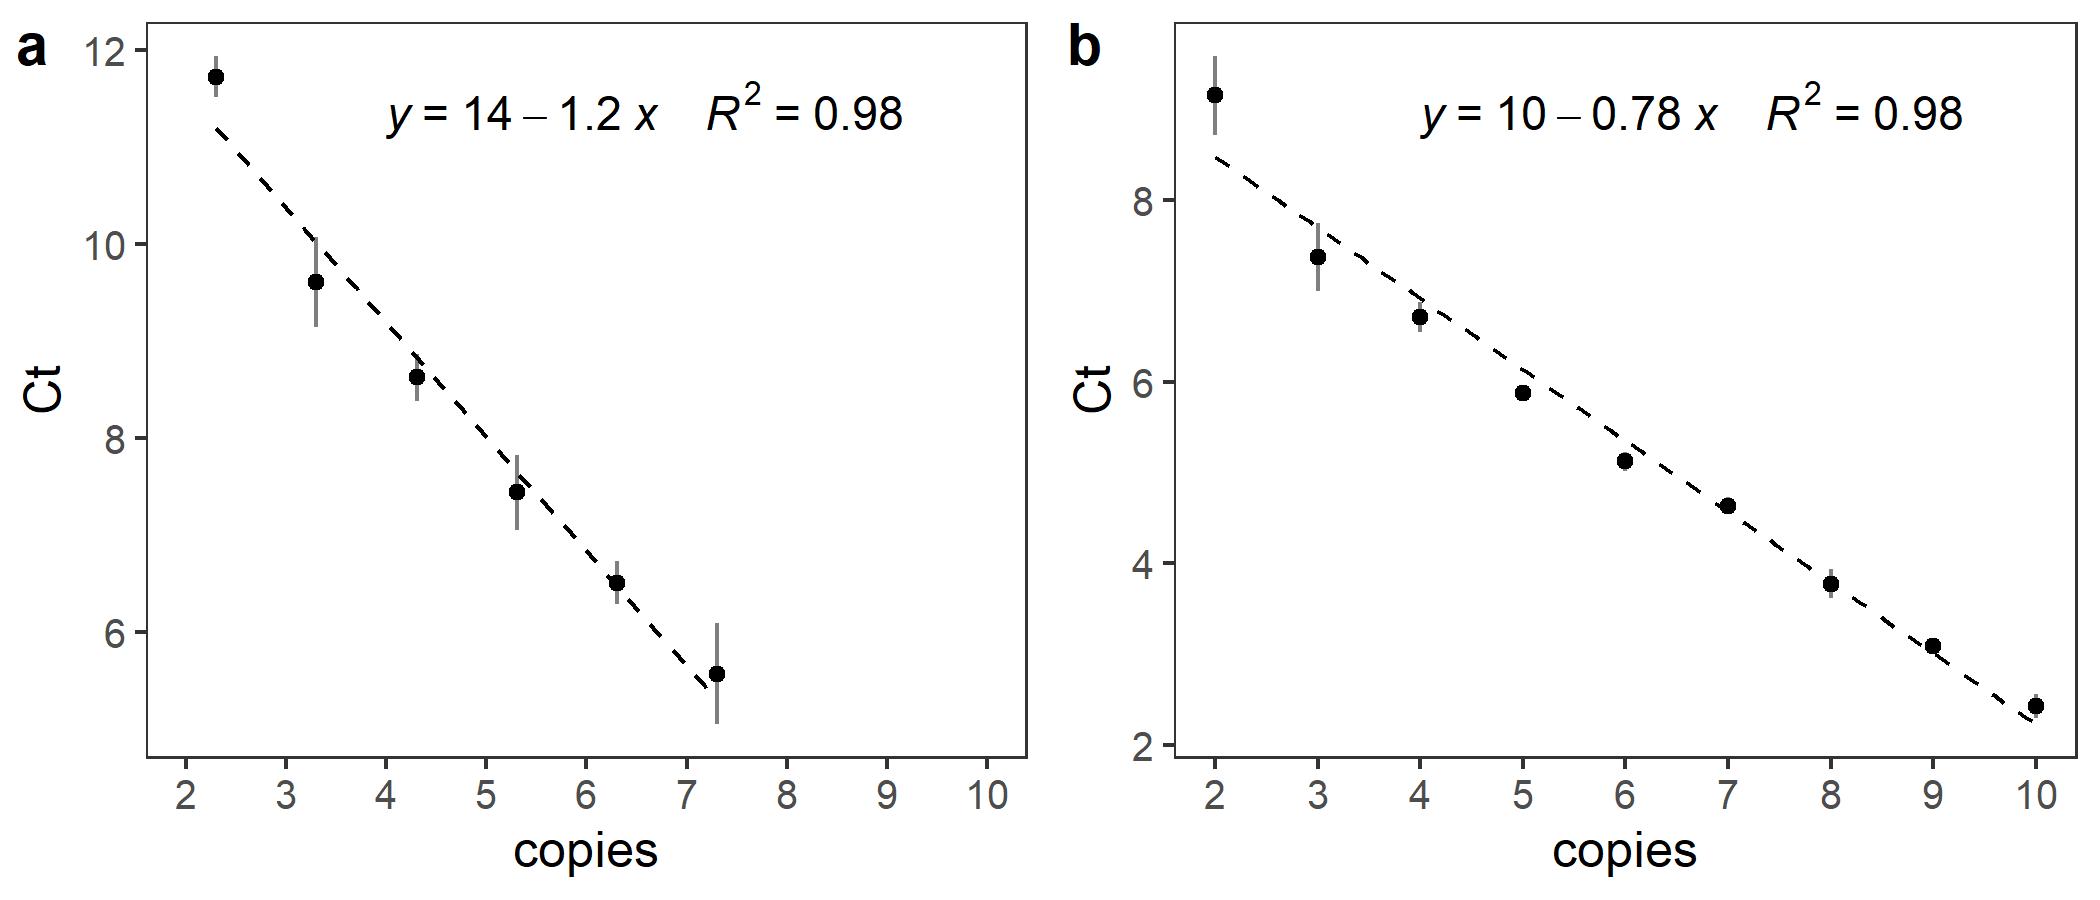 a
y = 14 – 1.2 x R² = 0.98
12
10
8
6
Ct
2 3 4 5 6 7 8 9 10
copies
b
y = 10 – 0.78 x R² = 0.98
8
6
4
2
Ct
2 3 4 5 6 7 8 9 10
copies